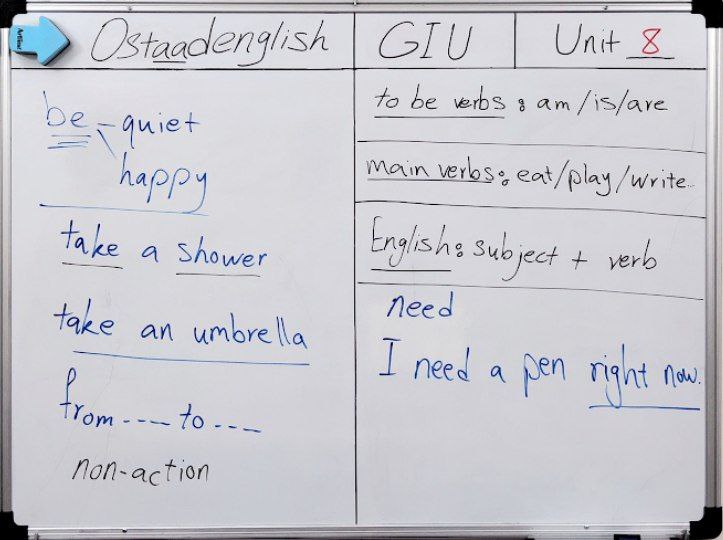 Ostaadenglish
GIU
Unit 8
be - quiet
happy
take a shower
take an umbrella
from ---- to ---
non-action
to be verbs : am/is/are
main verbs : eat/play/write...
English : subject + verb
need
I need a pen right now.